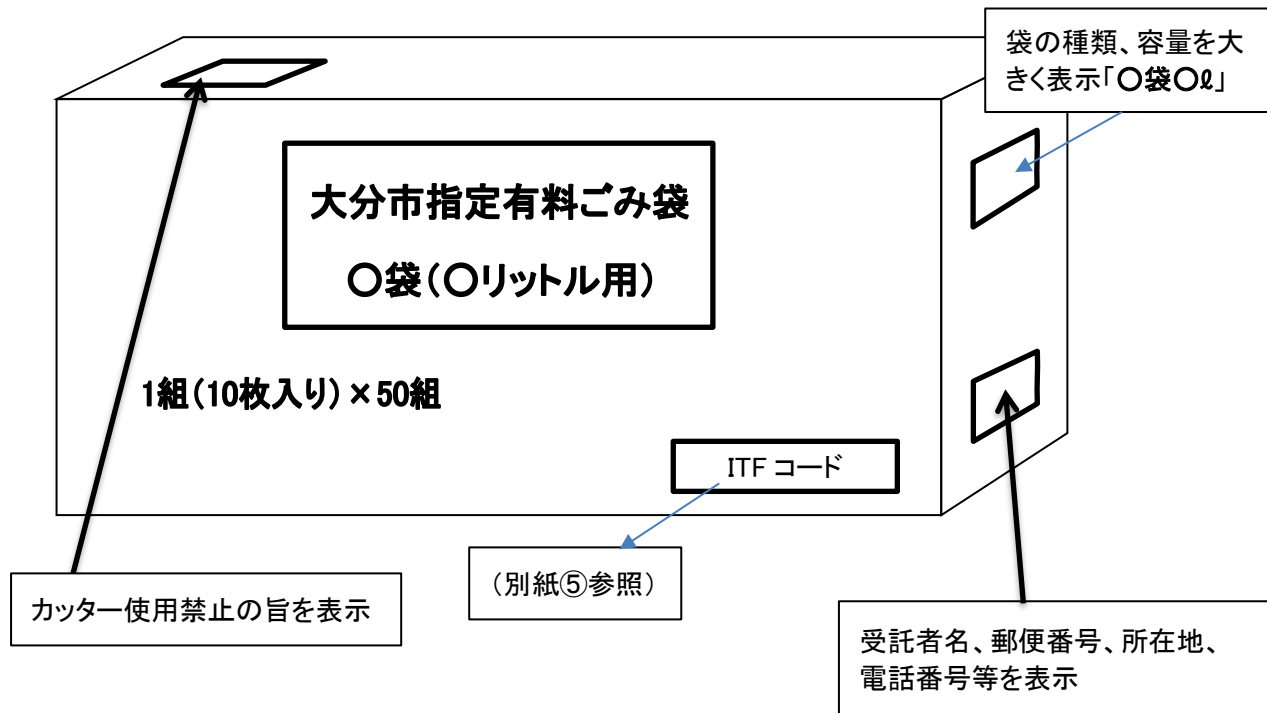 袋の種類、容量を大
きく表示「〇袋〇ℓ」
大分市指定有料ごみ袋
〇袋（〇リットル用）
1組（10枚入り）×50組
ITF コード
（別紙⑤参照）
カッター使用禁止の旨を表示
受託者名、郵便番号、所在地、
電話番号等を表示